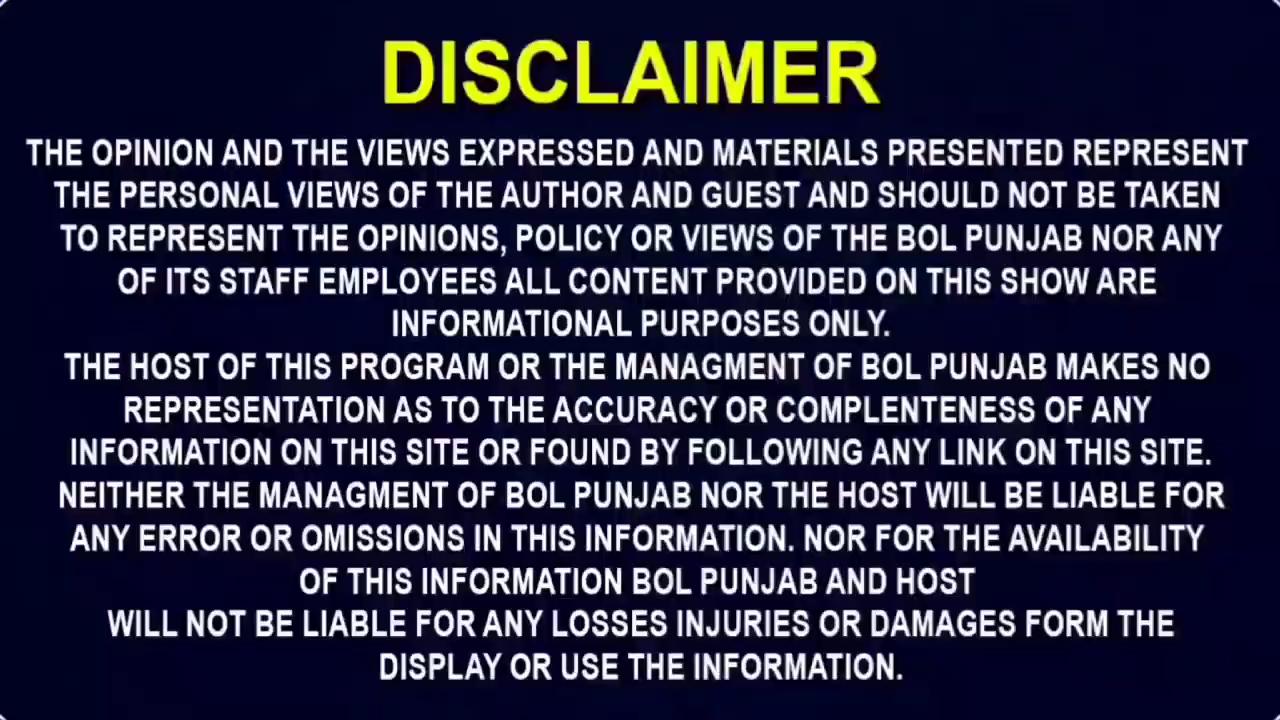 DISCLAIMER
THE OPINION AND THE VIEWS EXPRESSED AND MATERIALS PRESENTED REPRESENT
THE PERSONAL VIEWS OF THE AUTHOR AND GUEST AND SHOULD NOT BE TAKEN
TO REPRESENT THE OPINIONS, POLICY OR VIEWS OF THE BOL PUNJAB NOR ANY
OF ITS STAFF EMPLOYEES ALL CONTENT PROVIDED ON THIS SHOW ARE
INFORMATIONAL PURPOSES ONLY.
THE HOST OF THIS PROGRAM OR THE MANAGMENT OF BOL PUNJAB MAKES NO
REPRESENTATION AS TO THE ACCURACY OR COMPLENTENESS OF ANY
INFORMATION ON THIS SITE OR FOUND BY FOLLOWING ANY LINK ON THIS SITE.
NEITHER THE MANAGMENT OF BOL PUNJAB NOR THE HOST WILL BE LIABLE FOR
ANY ERROR OR OMISSIONS IN THIS INFORMATION. NOR FOR THE AVAILABILITY
OF THIS INFORMATION BOL PUNJAB AND HOST
WILL NOT BE LIABLE FOR ANY LOSSES INJURIES OR DAMAGES FORM THE
DISPLAY OR USE THE INFORMATION.